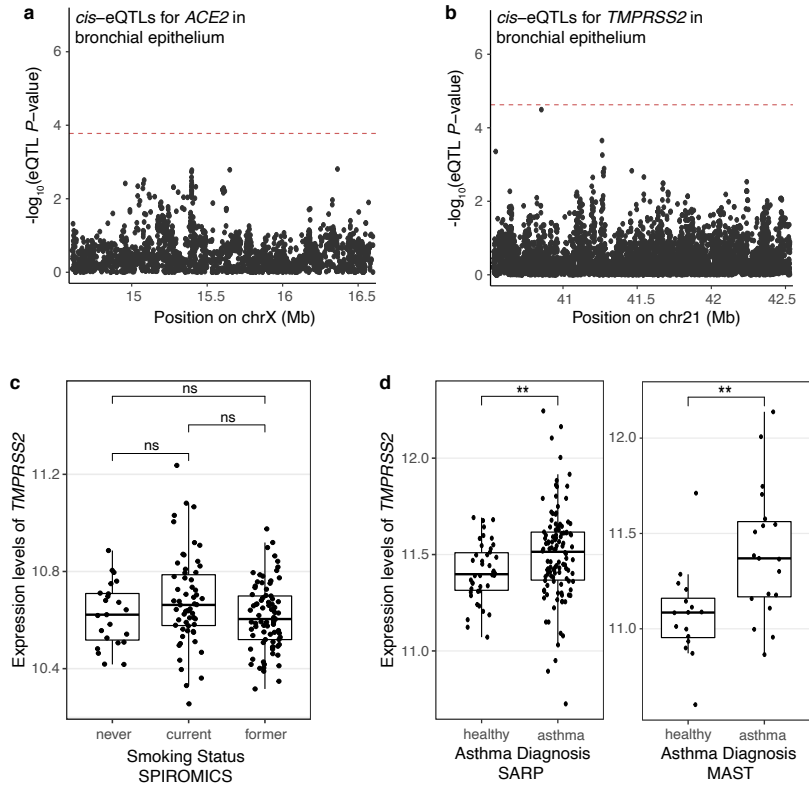 a
cis–eQTLs for ACE2 in
bronchial epithelium
-log10(eQTL P–value)
6
4
2
0
15
15.5
16
16.5
Position on chrX (Mb)
b
cis–eQTLs for TMPRSS2 in
bronchial epithelium
-log10(eQTL P–value)
6
4
2
0
41
41.5
42
42.5
Position on chr21 (Mb)
c
Expression levels of TMPRSS2
ns
ns
ns
11.2
10.8
10.4
never
current
former
Smoking Status
SPIROMICS
d
Expression levels of TMPRSS2
**
12.0
11.5
11.0
healthy
asthma
Asthma Diagnosis
SARP
**
12.0
11.5
11.0
healthy
asthma
Asthma Diagnosis
MAST